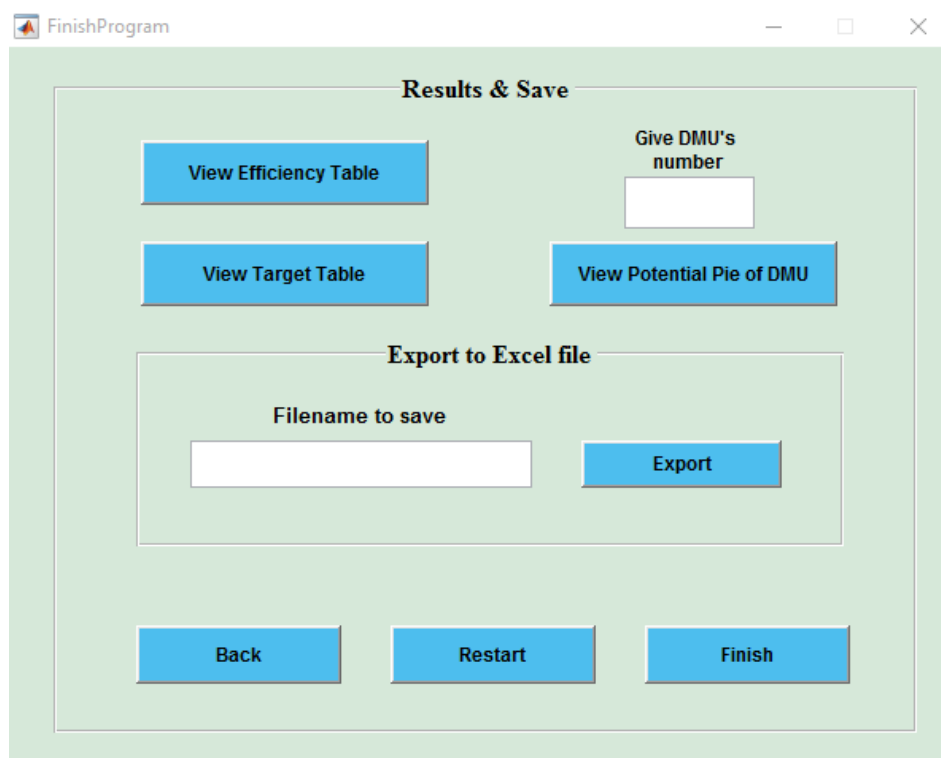 FinishProgram
Results & Save
View Efficiency Table
Give DMU's
number
View Target Table
View Potential Pie of DMU
Export to Excel file
Filename to save
Export
Back
Restart
Finish